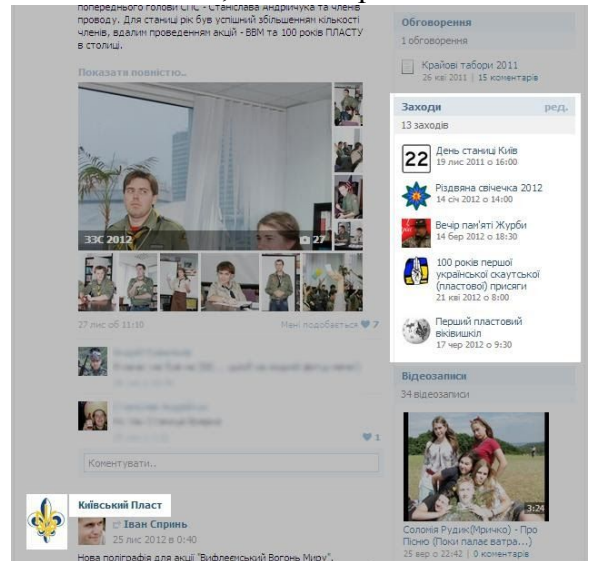 попереднього голови СПС - Станіслава Андрийчука та членів
проводу. Для станиці рік був успішний збільшенням кількості
членів, вдалим проведенням акцій - ВВМ та 100 років ПЛАСТУ
в столиці.
Показати повністю..
ЗЗС 2012
27
27 лис об 11:10
Мені подобається 7
1
Коментувати..
Київський Пласт
Іван Спринь
25 лис 2012 в 0:40
Нова поліграфія для акції "Вифлеємський Вогонь Миру".
Обговорення
1 обговорення
Крайові табори 2011
26 кві 2011 | 15 коментарів
Заходи
ред.
13 заходів
22
День станиці Київ
19 лис 2011 о 16:00
Різдвяна свічечка 2012
14 січ 2012 о 14:00
Вечір пам'яті Журби
14 бер 2012 о 18:30
100 років першої
української скаутської
(пластової) присяги
21 кві 2012 о 8:00
Перший пластовий
віківишкіл
17 чер 2012 о 9:30
Відеозаписи
34 відеозаписи
3:24
Соломія Рудик(Мричко) - Про
Пісню (Поки палає ватра...)
25 вер о 22:42 | 0 коментарів